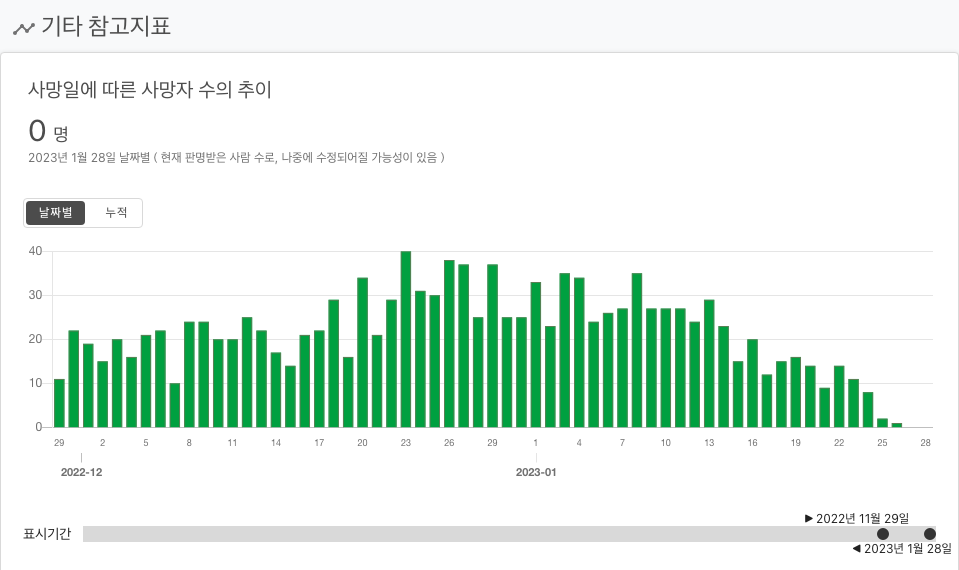 기타 참고지표
사망일에 따른 사망자 수의 추이
0 명
2023년 1월 28일 날짜별 ( 현재 판명받은 사람 수로, 나중에 수정되어질 가능성이 있음 )
날짜별 누적
40
30
20
10
0
29 2 5 8 11 14 17 20 23 26 29 1 4 7 10 13 16 19 22 25 28
2022-12 2023-01
▶ 2022년 11월 29일
표시기간
◀ 2023년 1월 28일